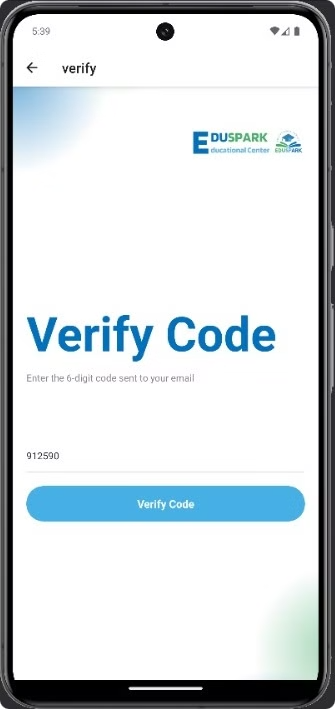 5:39
verify
EDUSPARK
Educational Center
EDUSPARK
Verify Code
Enter the 6-digit code sent to your email
912590
Verify Code